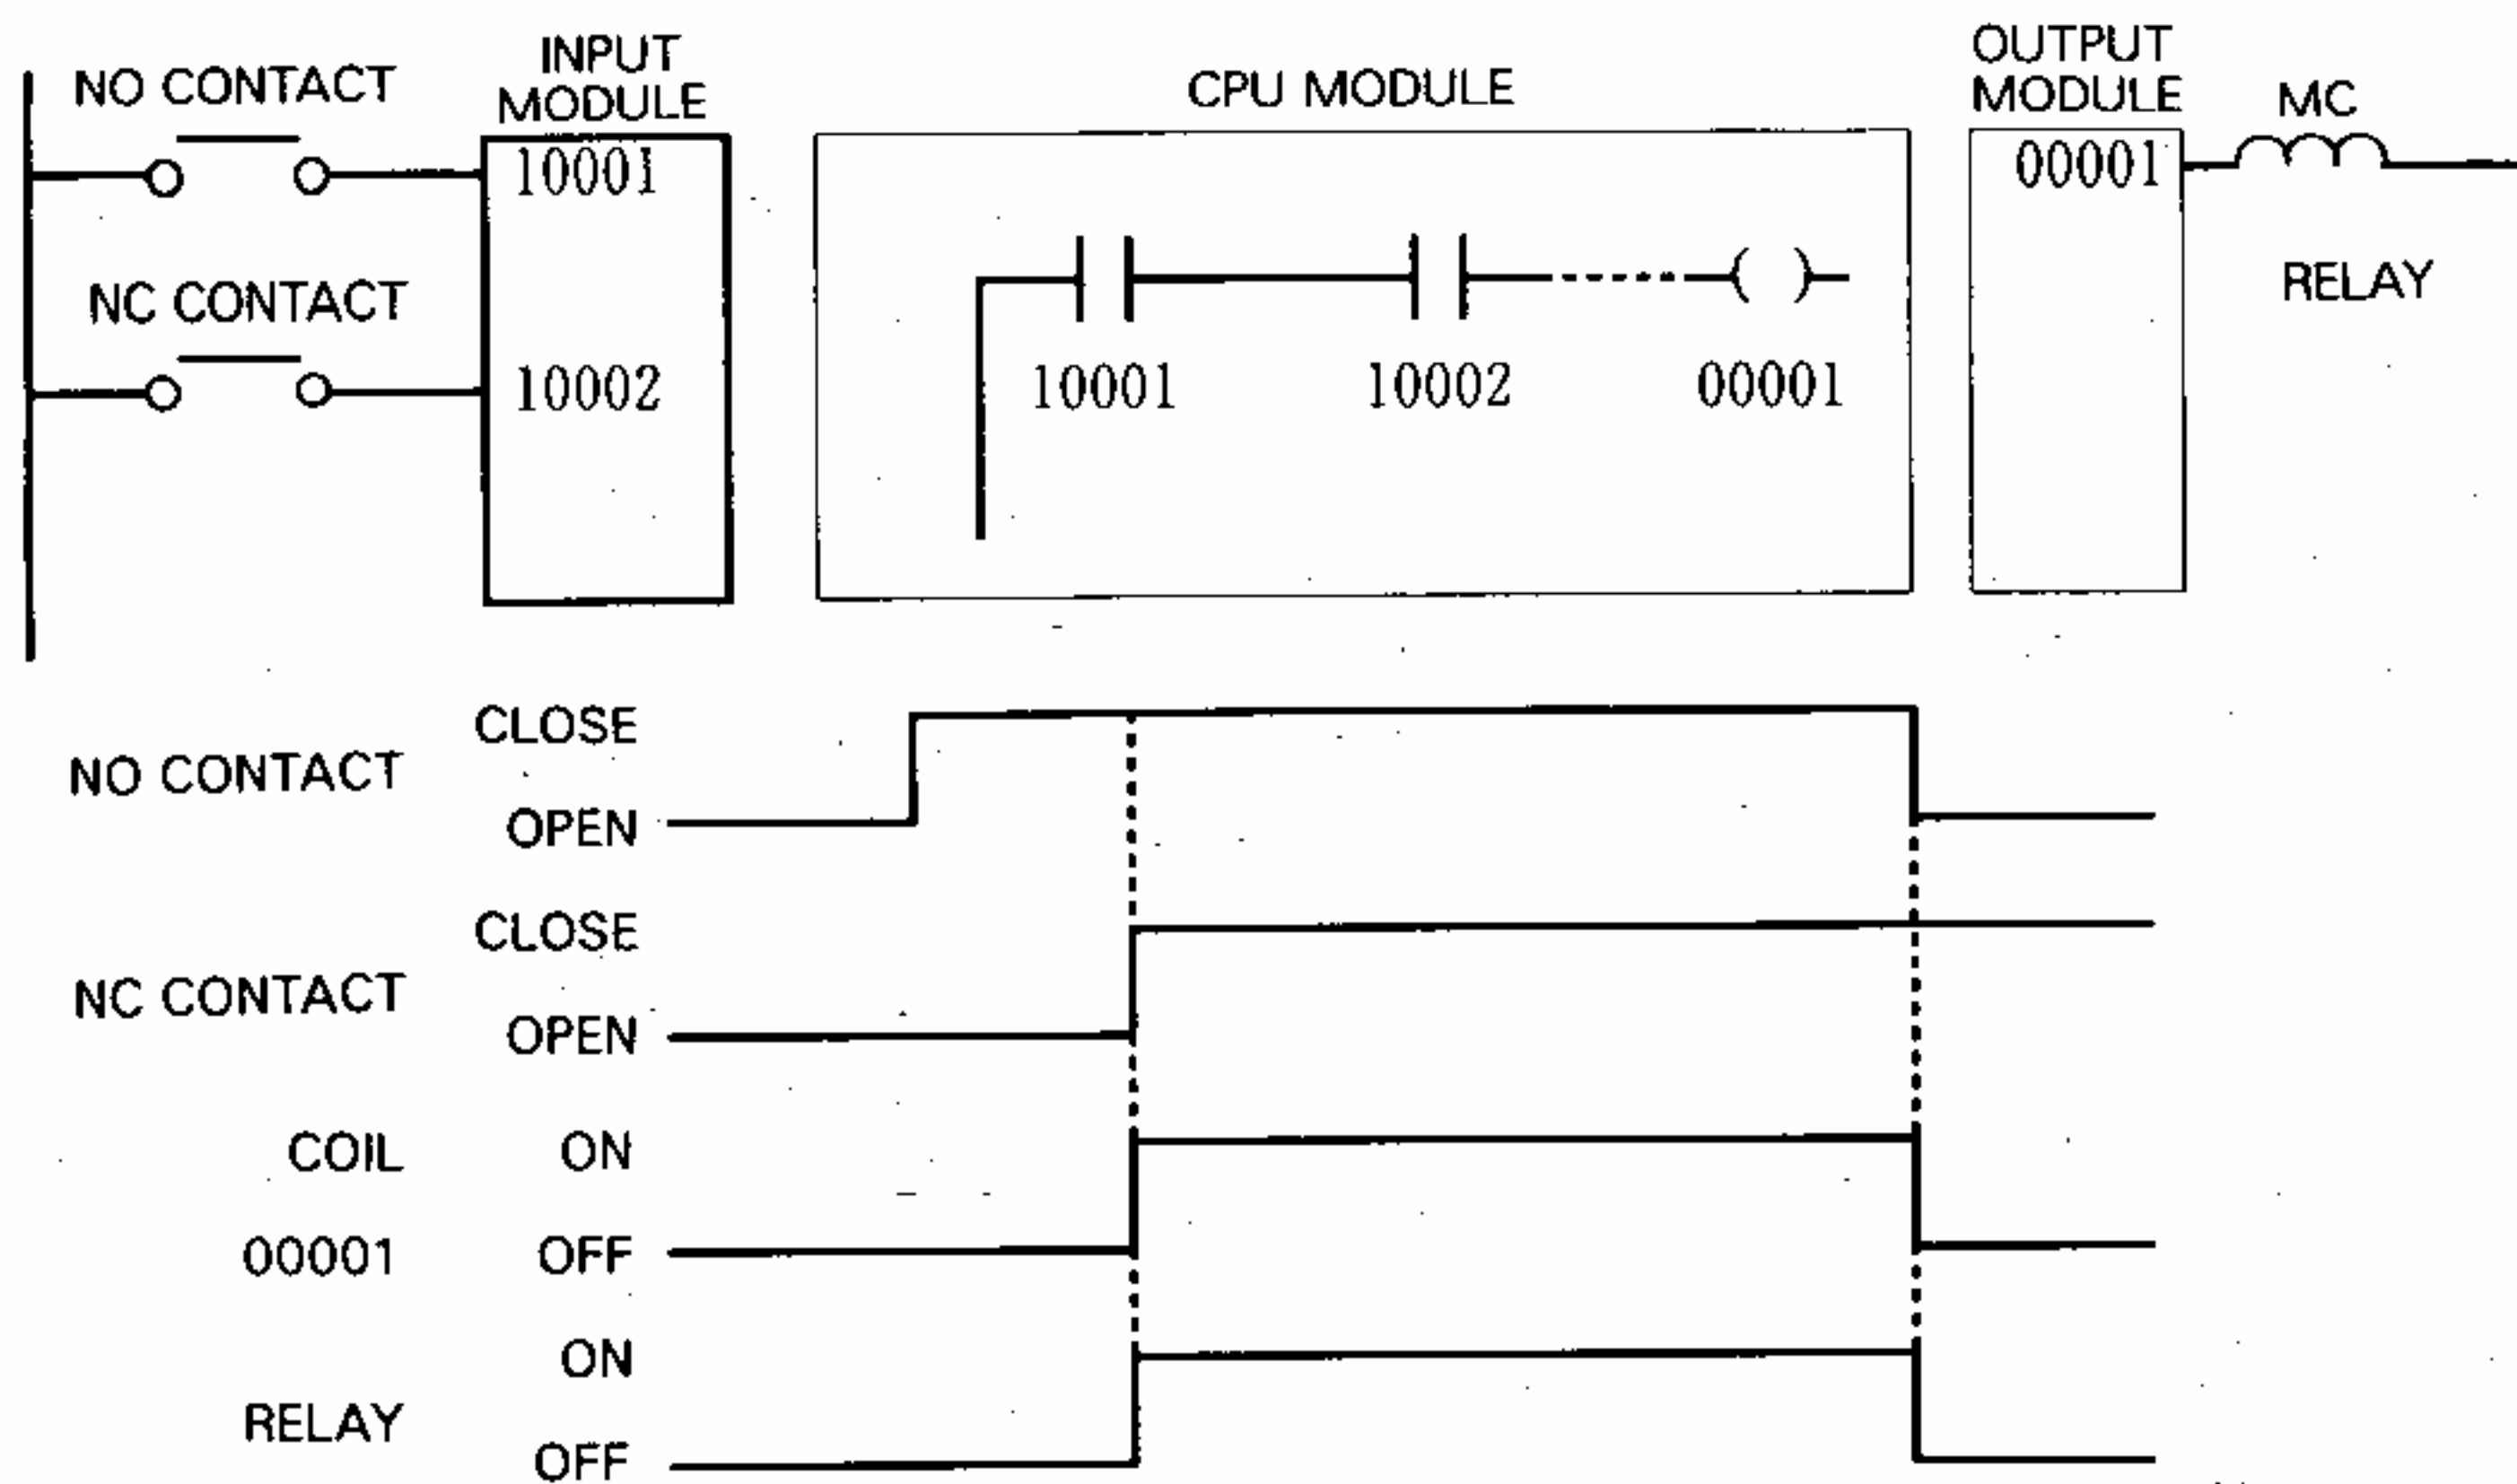 NO CONTACT
INPUT
MODULE
CPU MODULE
OUTPUT
MODULE
MC
10001
00001
NC CONTACT
RELAY
10002
10001
10002
00001
NO CONTACT
CLOSE
OPEN
NC CONTACT
CLOSE
OPEN
COIL
ON
00001
OFF
RELAY
ON
OFF